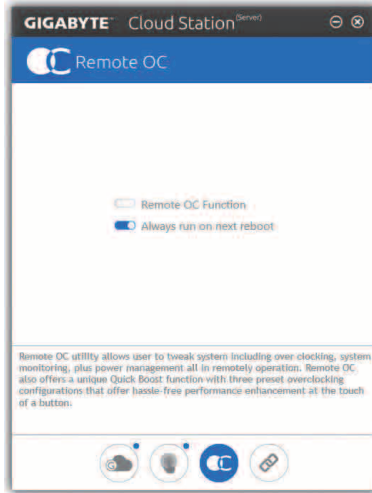 GIGABYTE™ Cloud Station (Server)
Remote OC
Remote OC Function
Always run on next reboot
Remote OC utility allows user to tweak system including over clocking, system
monitoring, plus power management all in remotely operation. Remote OC
also offers a unique Quick Boost function with three preset overclocking
configurations that offer hassle-free performance enhancement at the touch
of a button.